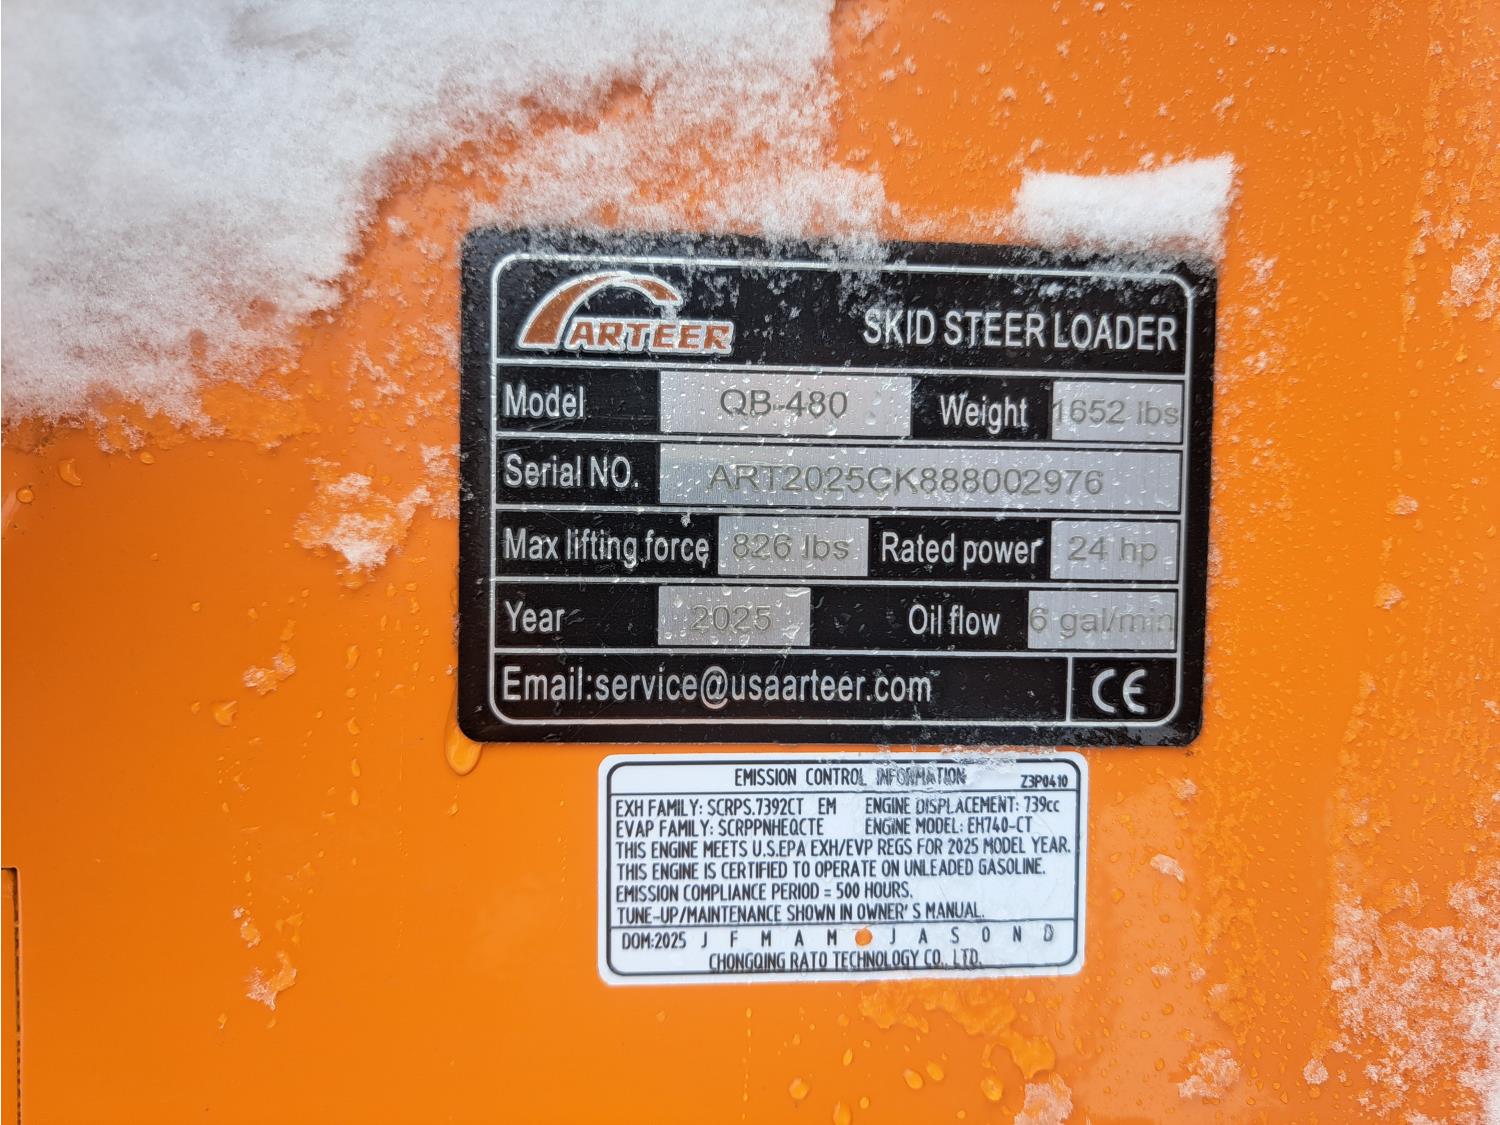 ARTEER SKID STEER LOADER
Model QB-480 Weight 1652 lbs
Serial NO. ART2025CK888002976
Max lifting force 826 lbs Rated power 24 hp
Year 2025 Oil flow 6 gal/min
Email:service@usaarteer.com CE
EMISSION CONTROL INFORMATION Z3P0410
EXH FAMILY: SCRPS.7392CT EM ENGINE DISPLACEMENT: 739cc
EVAP FAMILY: SCRPPNHEQCTE ENGINE MODEL: EH740-CT
THIS ENGINE MEETS U.S.EPA EXH/EVP REGS FOR 2025 MODEL YEAR.
THIS ENGINE IS CERTIFIED TO OPERATE ON UNLEADED GASOLINE.
EMISSION COMPLIANCE PERIOD = 500 HOURS.
TUNE-UP/MAINTENANCE SHOWN IN OWNER'S MANUAL.
DOM:2025 J F M A M J A S O N D
CHONGQING RATO TECHNOLOGY CO., LTD.